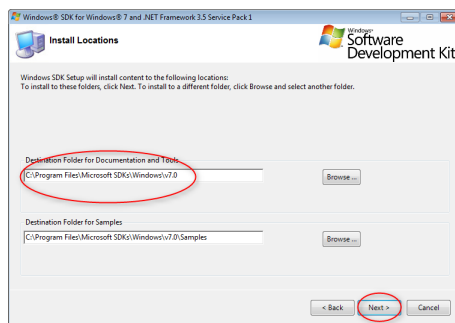 Windows® SDK for Windows® 7 and .NET Framework 3.5 Service Pack 1
Install Locations
Windows®
Software
Development Kit
Windows SDK Setup will install content to the following locations:
To install to these folders, click Next. To install to a different folder, click Browse and select another folder.
Destination Folder for Documentation and Tools
C:\Program Files\Microsoft SDKs\Windows\v7.0
Browse ...
Destination Folder for Samples
C:\Program Files\Microsoft SDKs\Windows\v7.0\Samples
Browse ...
< Back Next > Cancel